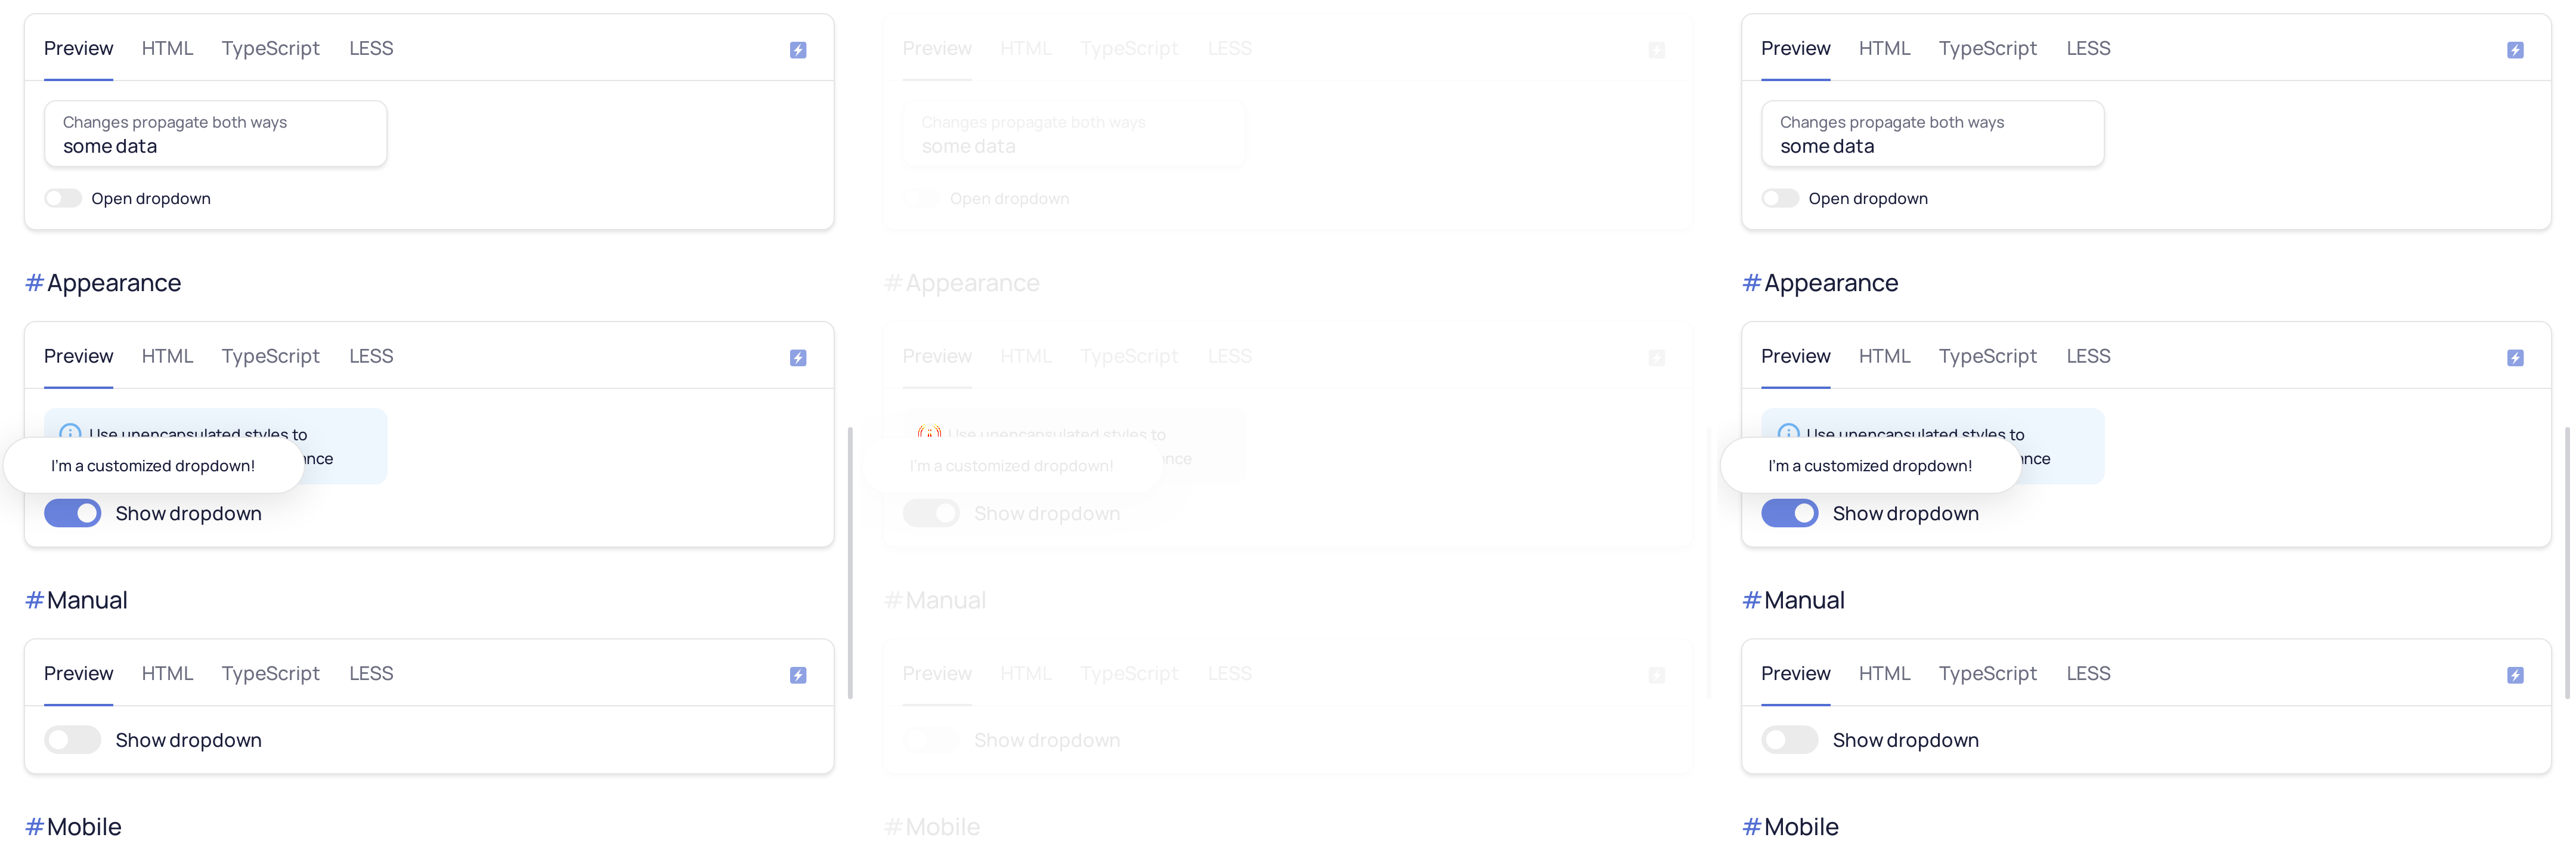 Preview HTML TypeScript LESS
Changes propagate both ways
some data
Open dropdown
#Appearance
Preview HTML TypeScript LESS
Use unencapsulated styles to
nce
I'm a customized dropdown!
Show dropdown
#Manual
Preview HTML TypeScript LESS
Show dropdown
#Mobile
Preview HTML TypeScript LESS
Changes propagate both ways
some data
Open dropdown
#Appearance
Preview HTML TypeScript LESS
Use unencapsulated styles to
nce
I'm a customized dropdown!
Show dropdown
#Manual
Preview HTML TypeScript LESS
Show dropdown
#Mobile
Preview HTML TypeScript LESS
Changes propagate both ways
some data
Open dropdown
#Appearance
Preview HTML TypeScript LESS
Use unencapsulated styles to
nce
I'm a customized dropdown!
Show dropdown
#Manual
Preview HTML TypeScript LESS
Show dropdown
#Mobile